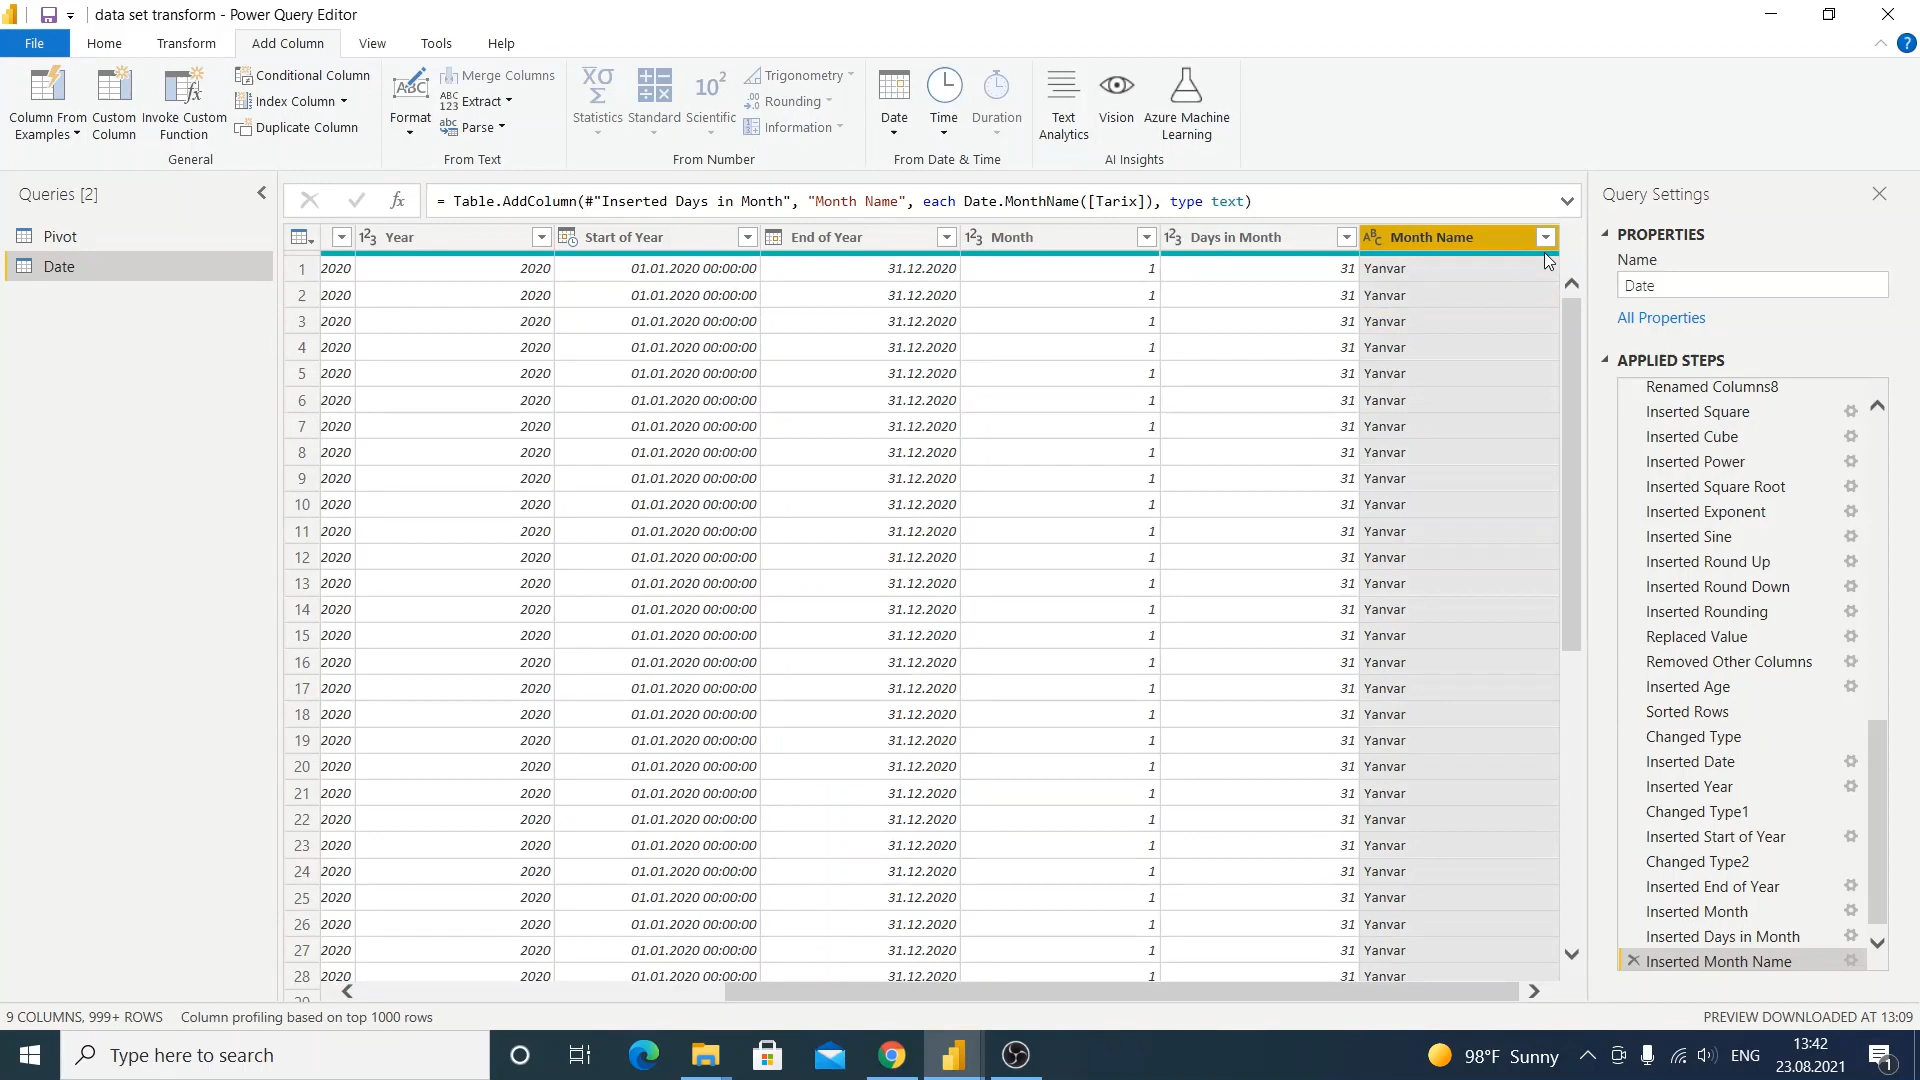 data set transform - Power Query Editor
File Home Transform Add Column View Tools Help
Column From Examples
Custom Column
Invoke Custom Function
Conditional Column
Index Column
Duplicate Column
General
Format
Merge Columns
Extract
Parse
From Text
Statistics
Standard
Scientific
Trigonometry
Rounding
Information
From Number
Date
Time
Duration
From Date & Time
Text Analytics
Vision
Azure Machine Learning
AI Insights
Queries [2]
Pivot
Date
= Table.AddColumn(#"Inserted Days in Month", "Month Name", each Date.MonthName([Tarix]), type text)
Year Start of Year End of Year Month Days in Month Month Name
1 2020 2020 01.01.2020 00:00:00 31.12.2020 1 31 Yanvar
2 2020 2020 01.01.2020 00:00:00 31.12.2020 1 31 Yanvar
3 2020 2020 01.01.2020 00:00:00 31.12.2020 1 31 Yanvar
4 2020 2020 01.01.2020 00:00:00 31.12.2020 1 31 Yanvar
5 2020 2020 01.01.2020 00:00:00 31.12.2020 1 31 Yanvar
6 2020 2020 01.01.2020 00:00:00 31.12.2020 1 31 Yanvar
7 2020 2020 01.01.2020 00:00:00 31.12.2020 1 31 Yanvar
8 2020 2020 01.01.2020 00:00:00 31.12.2020 1 31 Yanvar
9 2020 2020 01.01.2020 00:00:00 31.12.2020 1 31 Yanvar
10 2020 2020 01.01.2020 00:00:00 31.12.2020 1 31 Yanvar
11 2020 2020 01.01.2020 00:00:00 31.12.2020 1 31 Yanvar
12 2020 2020 01.01.2020 00:00:00 31.12.2020 1 31 Yanvar
13 2020 2020 01.01.2020 00:00:00 31.12.2020 1 31 Yanvar
14 2020 2020 01.01.2020 00:00:00 31.12.2020 1 31 Yanvar
15 2020 2020 01.01.2020 00:00:00 31.12.2020 1 31 Yanvar
16 2020 2020 01.01.2020 00:00:00 31.12.2020 1 31 Yanvar
17 2020 2020 01.01.2020 00:00:00 31.12.2020 1 31 Yanvar
18 2020 2020 01.01.2020 00:00:00 31.12.2020 1 31 Yanvar
19 2020 2020 01.01.2020 00:00:00 31.12.2020 1 31 Yanvar
20 2020 2020 01.01.2020 00:00:00 31.12.2020 1 31 Yanvar
21 2020 2020 01.01.2020 00:00:00 31.12.2020 1 31 Yanvar
22 2020 2020 01.01.2020 00:00:00 31.12.2020 1 31 Yanvar
23 2020 2020 01.01.2020 00:00:00 31.12.2020 1 31 Yanvar
24 2020 2020 01.01.2020 00:00:00 31.12.2020 1 31 Yanvar
25 2020 2020 01.01.2020 00:00:00 31.12.2020 1 31 Yanvar
26 2020 2020 01.01.2020 00:00:00 31.12.2020 1 31 Yanvar
27 2020 2020 01.01.2020 00:00:00 31.12.2020 1 31 Yanvar
28 2020 2020 01.01.2020 00:00:00 31.12.2020 1 31 Yanvar
Query Settings
PROPERTIES
Name
Date
All Properties
APPLIED STEPS
Renamed Columns8
Inserted Square
Inserted Cube
Inserted Power
Inserted Square Root
Inserted Exponent
Inserted Sine
Inserted Round Up
Inserted Round Down
Inserted Rounding
Replaced Value
Removed Other Columns
Inserted Age
Sorted Rows
Changed Type
Inserted Date
Inserted Year
Changed Type1
Inserted Start of Year
Changed Type2
Inserted End of Year
Inserted Month
Inserted Days in Month
Inserted Month Name
9 COLUMNS, 999+ ROWS Column profiling based on top 1000 rows
PREVIEW DOWNLOADED AT 13:09
Type here to search
98°F Sunny
ENG
13:42
23.08.2021
1